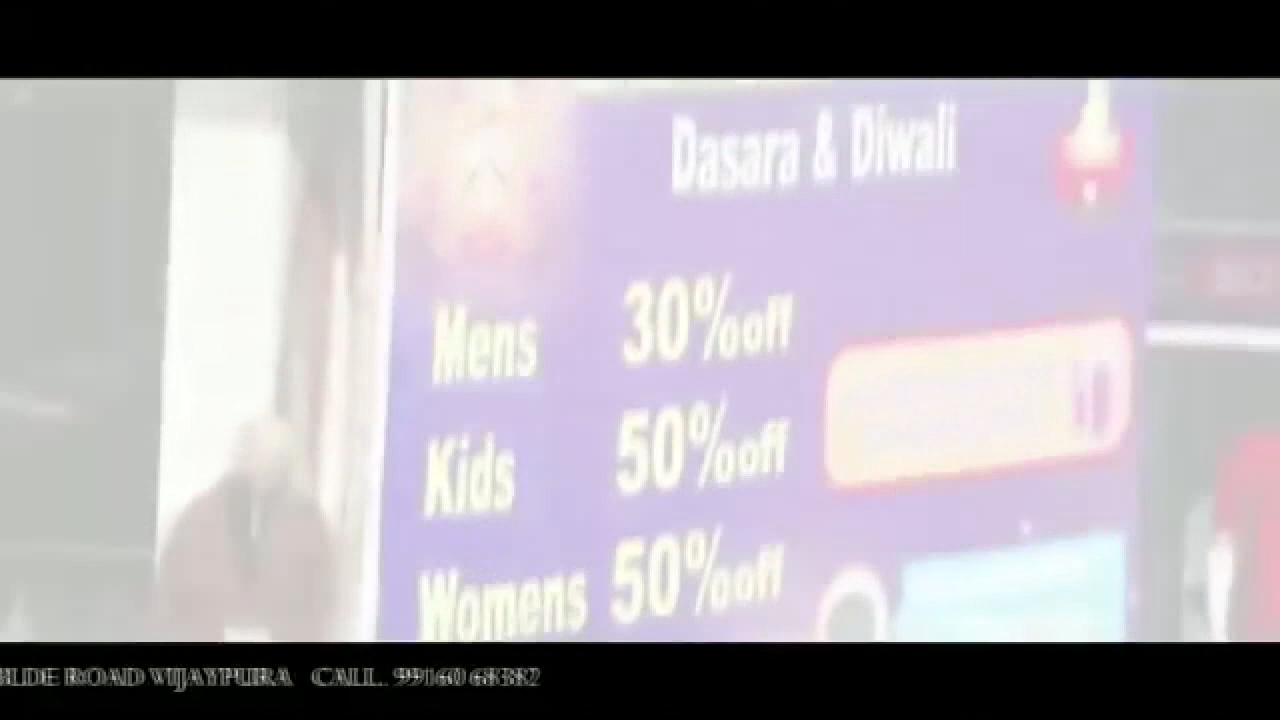 Dasara & Diwali
Mens 30%off
Kids 50%off
Womens 50%off
BLDE ROAD VIJAYPURA CALL. 99160 68382